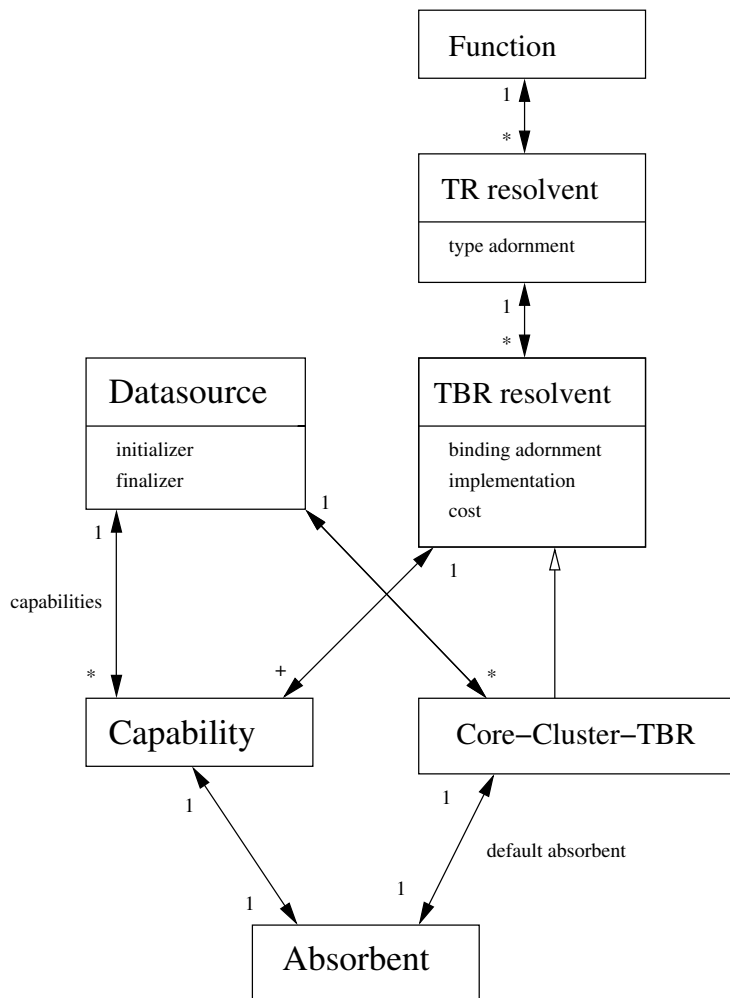 Function
1
*
TR resolvent
type adornment
1
*
Datasource
initializer
finalizer
TBR resolvent
binding adornment
implementation
cost
1
1
1
capabilities
*
+
*
Capability
Core–Cluster–TBR
1
1
default absorbent
1
1
Absorbent